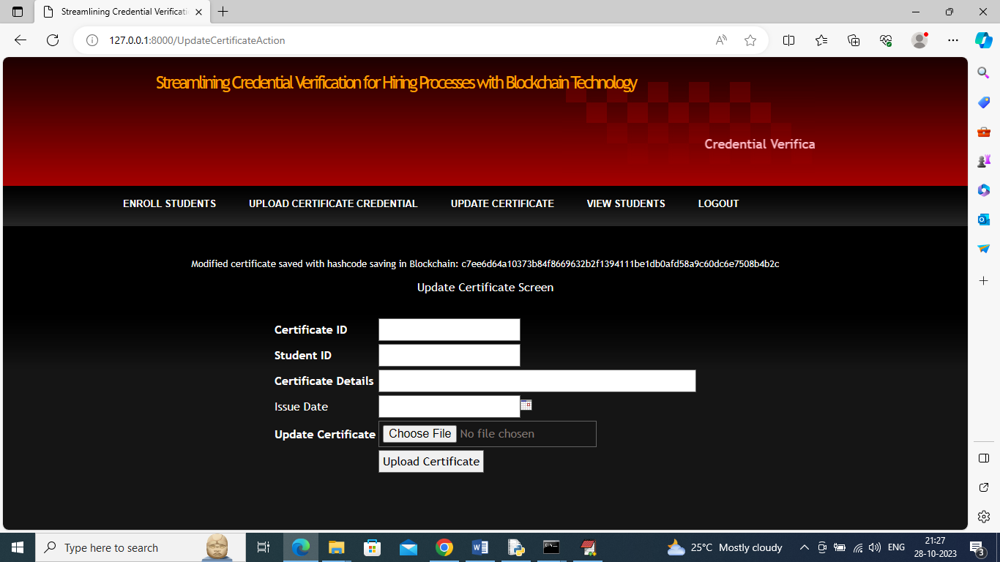 Streamlining Credential Verificati
127.0.0.1:8000/UpdateCertificateAction
Streamlining Credential Verification for Hiring Processes with Blockchain Technology
Credential Verifica
ENROLL STUDENTS UPLOAD CERTIFICATE CREDENTIAL UPDATE CERTIFICATE VIEW STUDENTS LOGOUT
Modified certificate saved with hashcode saving in Blockchain: c7ee6d64a10373b84f8669632b2f1394111be1db0afd58a9c60dc6e7508b4b2c
Update Certificate Screen
Certificate ID
Student ID
Certificate Details
Issue Date
Update Certificate Choose File No file chosen
Upload Certificate
Type here to search
25°C Mostly cloudy
ENG
21:27
28-10-2023
3